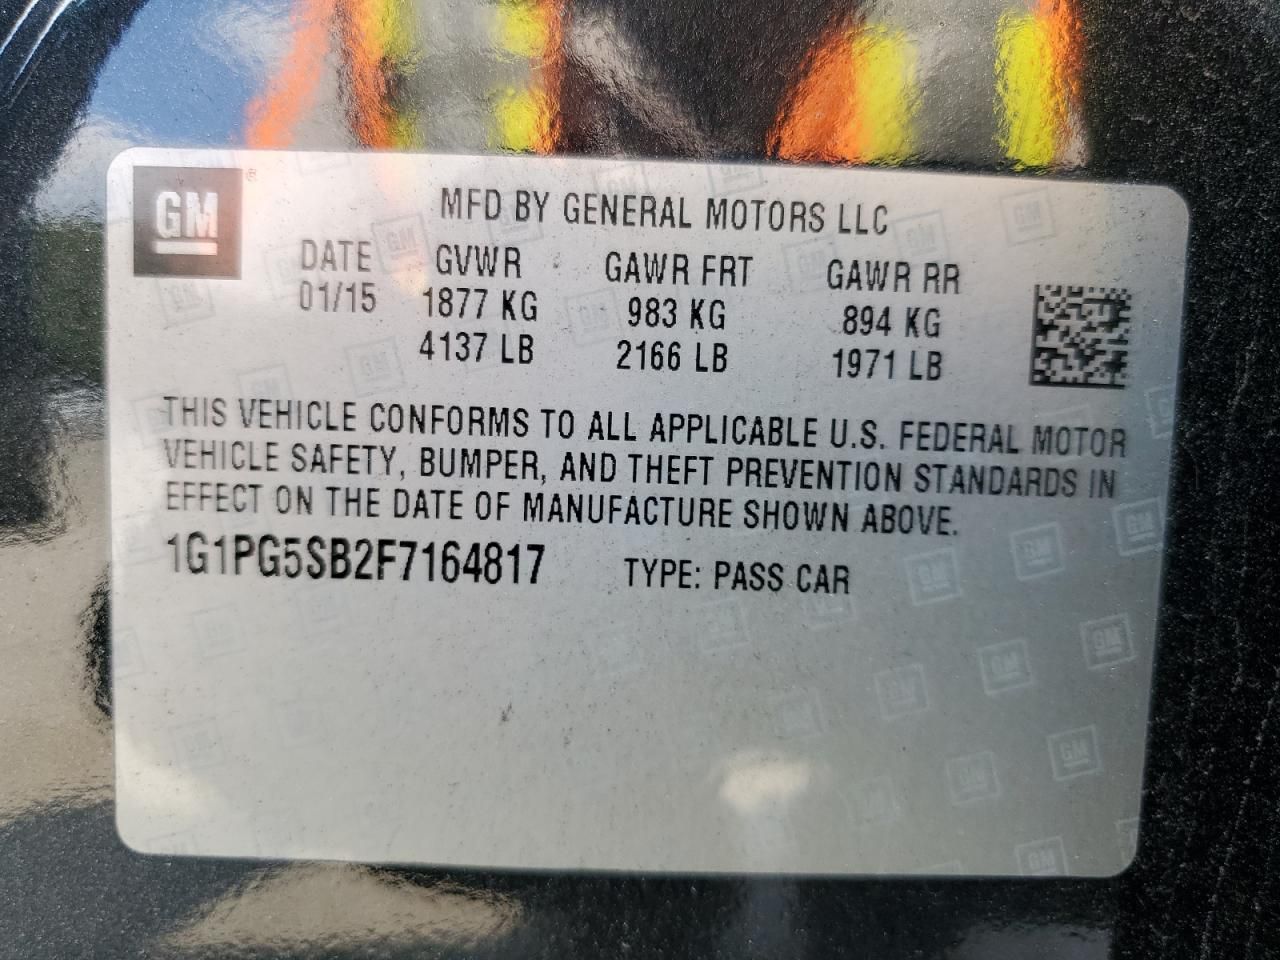 GM ®
MFD BY GENERAL MOTORS LLC
DATE GVWR GAWR FRT GAWR RR
01/15 1877 KG 983 KG 894 KG
4137 LB 2166 LB 1971 LB
THIS VEHICLE CONFORMS TO ALL APPLICABLE U.S. FEDERAL MOTOR
VEHICLE SAFETY, BUMPER, AND THEFT PREVENTION STANDARDS IN
EFFECT ON THE DATE OF MANUFACTURE SHOWN ABOVE.
1G1PG5SB2F7164817 TYPE: PASS CAR